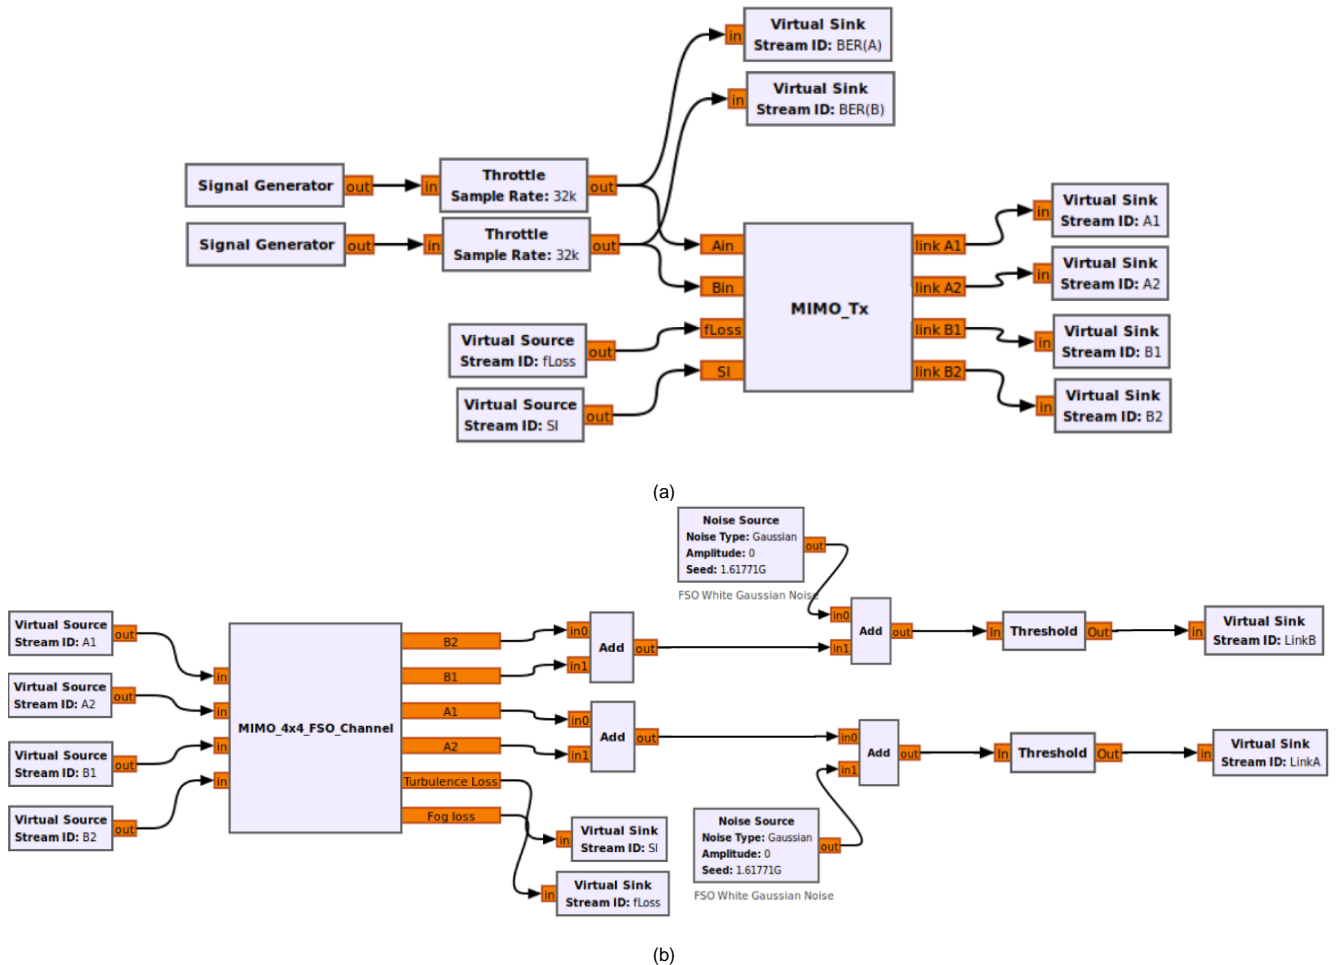 Virtual Sink
in
Stream ID: BER(A)
Virtual Sink
in
Stream ID: BER(B)
Signal Generator
out
in
Throttle
Sample Rate: 32k
out
Signal Generator
out
in
Throttle
Sample Rate: 32k
out
Ain
Bin
fLoss
SI
MIMO_Tx
link A1
link A2
link B1
link B2
Virtual Source
Stream ID: fLoss
out
Virtual Source
Stream ID: SI
out
in
Virtual Sink
Stream ID: A1
in
Virtual Sink
Stream ID: A2
in
Virtual Sink
Stream ID: B1
in
Virtual Sink
Stream ID: B2
(a)
Noise Source
Noise Type: Gaussian
Amplitude: 0
Seed: 1.61771G
out
FSO White Gaussian Noise
Virtual Source
Stream ID: A1
out
Virtual Source
Stream ID: A2
out
Virtual Source
Stream ID: B1
out
Virtual Source
Stream ID: B2
out
in
in
in
in
MIMO_4x4_FSO_Channel
B2
B1
A1
A2
Turbulence Loss
Fog loss
in0
in1
Add
out
in0
in1
Add
out
in0
in1
Add
out
In
Threshold
Out
in
Virtual Sink
Stream ID: LinkB
in0
in1
Add
out
In
Threshold
Out
In
Virtual Sink
Stream ID: LinkA
in
Virtual Sink
Stream ID: SI
in
Virtual Sink
Stream ID: fLoss
Noise Source
Noise Type: Gaussian
Amplitude: 0
Seed: 1.61771G
out
FSO White Gaussian Noise
(b)